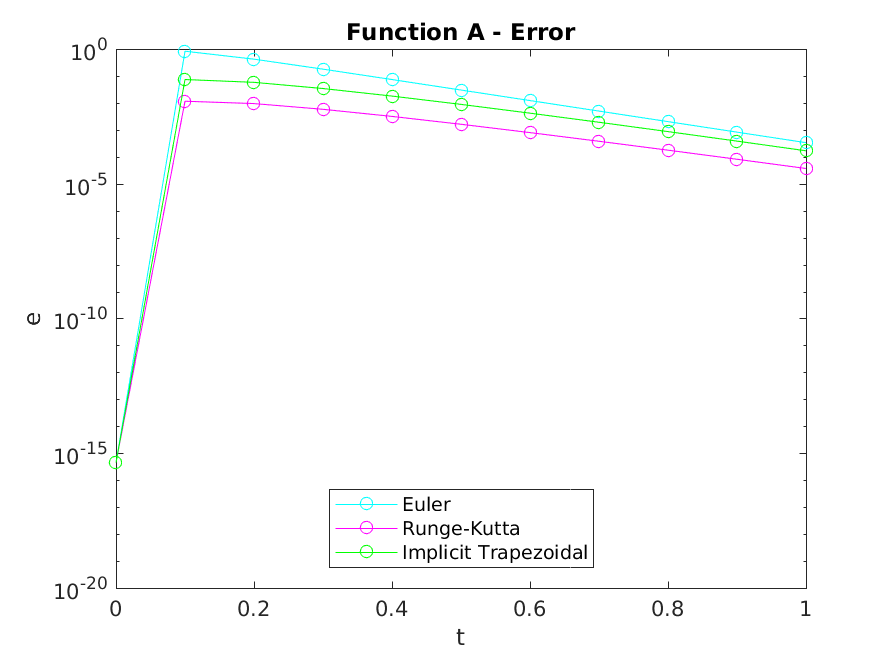 Function A - Error
10^0
10^-5
10^-10
10^-15
10^-20
e
0
0.2
0.4
0.6
0.8
1
t
Euler
Runge-Kutta
Implicit Trapezoidal